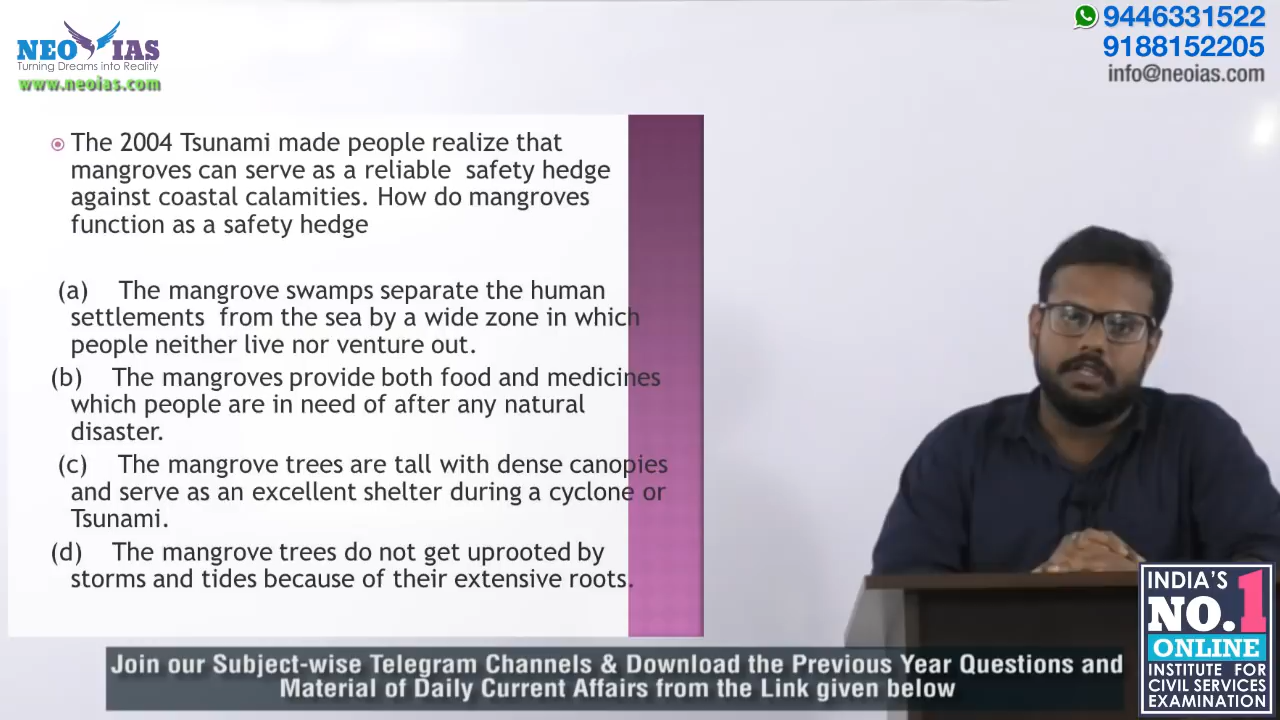 NEO IAS
Turning Dreams into Reality
www.neoias.com
9446331522
9188152205
info@neoias.com
The 2004 Tsunami made people realize that
mangroves can serve as a reliable safety hedge
against coastal calamities. How do mangroves
function as a safety hedge
(a) The mangrove swamps separate the human
settlements from the sea by a wide zone in which
people neither live nor venture out.
(b) The mangroves provide both food and medicines
which people are in need of after any natural
disaster.
(c) The mangrove trees are tall with dense canopies
and serve as an excellent shelter during a cyclone or
Tsunami.
(d) The mangrove trees do not get uprooted by
storms and tides because of their extensive roots.
INDIA'S
NO.1
ONLINE
INSTITUTE FOR
CIVIL SERVICES
EXAMINATION
Join our Subject-wise Telegram Channels & Download the Previous Year Questions and
Material of Daily Current Affairs from the Link given below